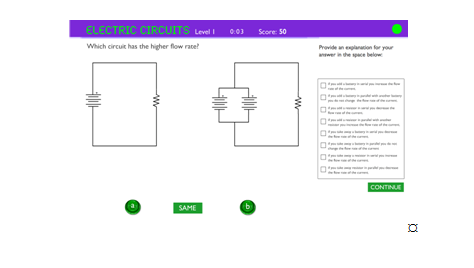 ELECTRIC CIRCUITS Level 1 0:03 Score: 50
Which circuit has the higher flow rate?
Provide an explanation for your
answer in the space below:
If you add a battery in serial you increase the flow
rate of the current.
If you add a battery in parallel with another battery
you do not change the flow rate of the current.
If you add a resistor in serial you decrease the
flow rate of the current.
If you add a resistor in parallel with another
resistor you increase the flow rate of the current.
If you take away a battery in serial you decrease
the flow rate of the current.
If you take away a battery in parallel you do not
change the flow rate of the current.
If you take away a resistor in serial you increase
the flow rate of the current.
If you take away resistor in parallel you decrease
the flow rate of the current.
CONTINUE
a
SAME
b